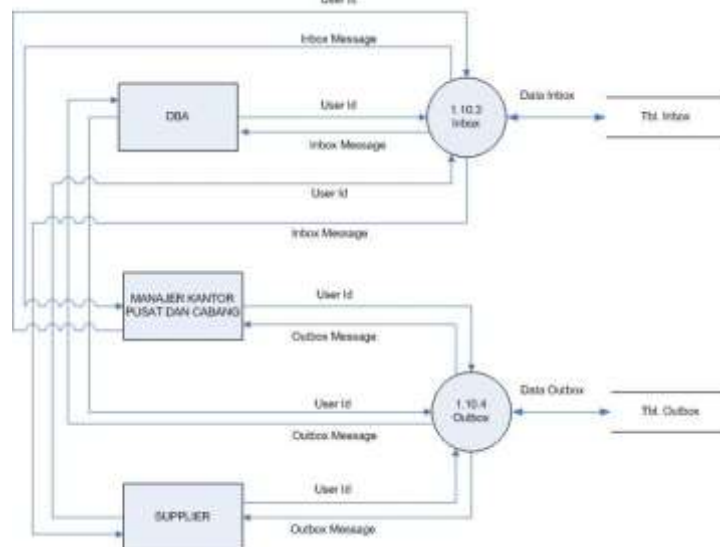 User Id
Inbox Message
DBA
User Id
1.10.3
Inbox
Data Inbox
Tbl. Inbox
Inbox Message
User Id
Inbox Message
MANAJER KANTOR
PUSAT DAN CABANG
User Id
Outbox Message
User Id
1.10.4
Outbox
Data Outbox
Tbl. Outbox
Outbox Message
User Id
SUPPLIER
Outbox Message